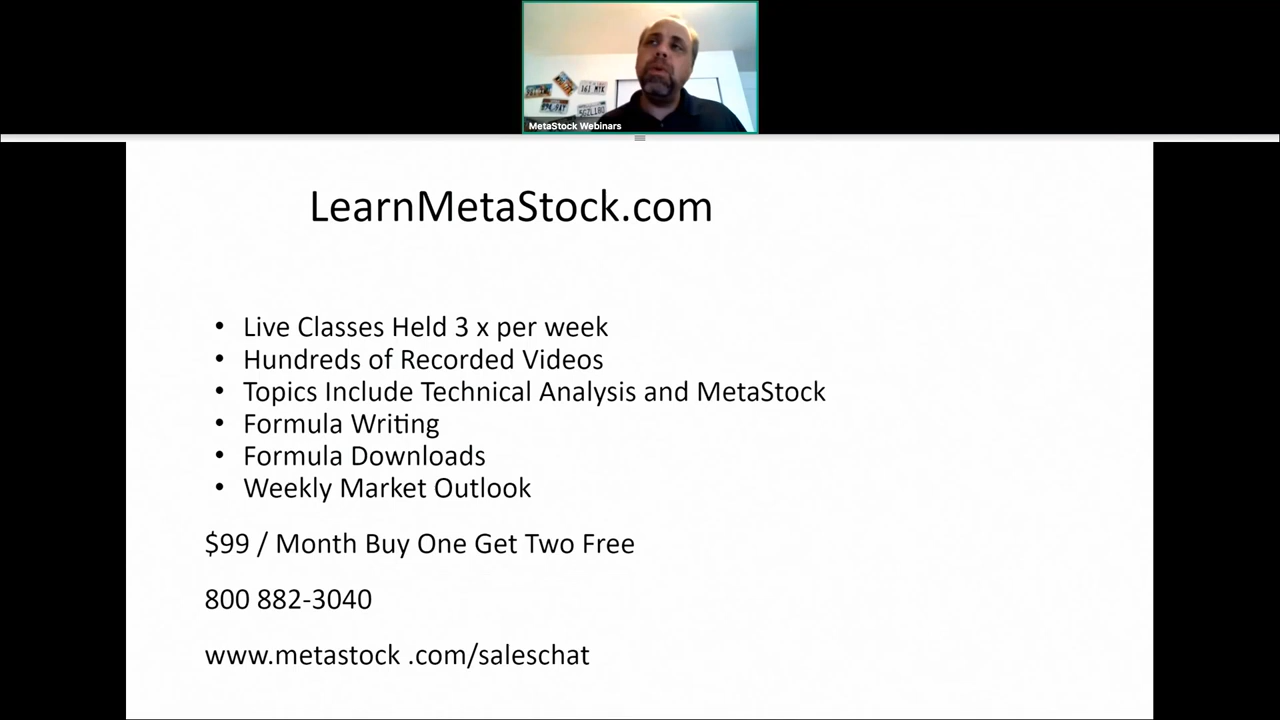 161 MTK
MetaStock Webinars
LearnMetaStock.com
• Live Classes Held 3 x per week
• Hundreds of Recorded Videos
• Topics Include Technical Analysis and MetaStock
• Formula Writing
• Formula Downloads
• Weekly Market Outlook
$99 / Month Buy One Get Two Free
800 882-3040
www.metastock .com/saleschat